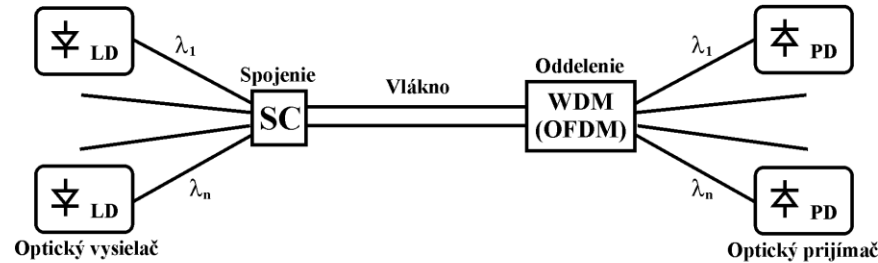 LD
λ1
Spojenie
SC
Vlákno
Oddelenie
WDM
(OFDM)
λ1
PD
LD
λn
Optický vysielač
λn
PD
Optický prijímač